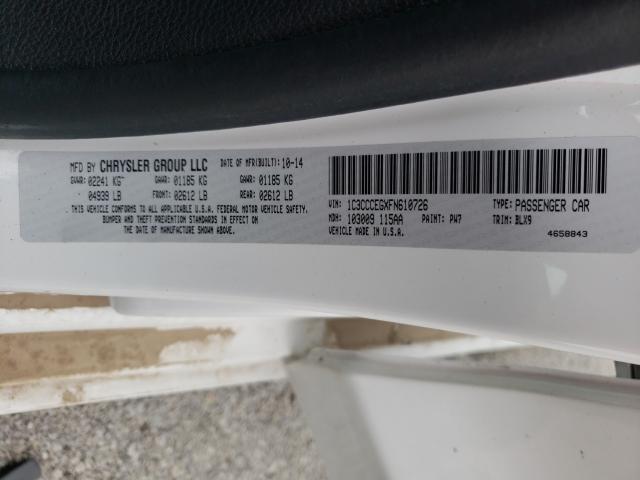 MFD BY CHRYSLER GROUP LLC DATE OF MFR(BUILT): 10-14
GVWR: 02241 KG GAWR: 01185 KG GAWR: 01185 KG
04939 LB FRONT: 02612 LB REAR: 02612 LB
THIS VEHICLE CONFORMS TO ALL APPLICABLE U.S.A. FEDERAL MOTOR VEHICLE SAFETY,
BUMPER AND THEFT PREVENTION STANDARDS IN EFFECT ON
THE DATE OF MANUFACTURE SHOWN ABOVE.
VIN: 1C3CCCEGXFN610726 TYPE: PASSENGER CAR
MDH: 103009 115AA PAINT: PW7 TRIM: BLX9
VEHICLE MADE IN U.S.A. 4658843